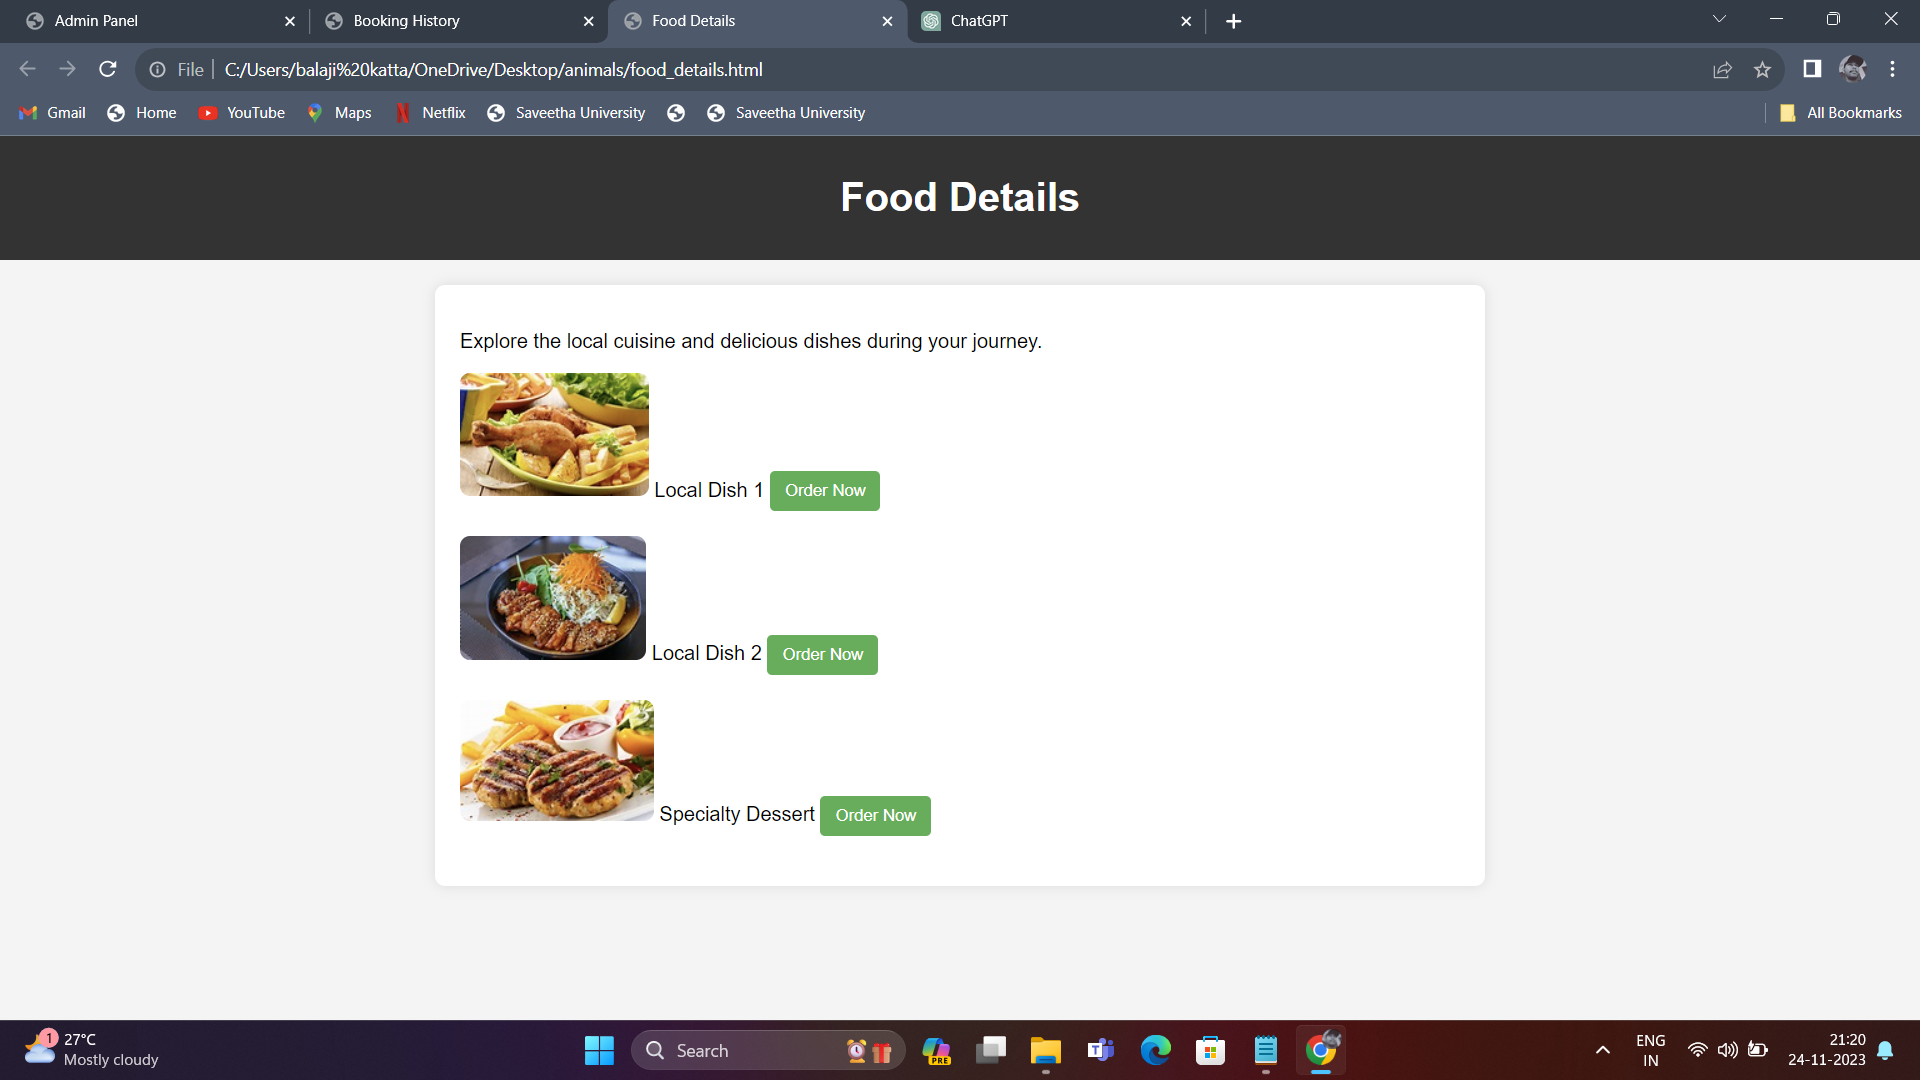 Admin Panel
Booking History
Food Details
ChatGPT
File
C:/Users/balaji%20katta/OneDrive/Desktop/animals/food_details.html
Gmail
Home
YouTube
Maps
Netflix
Saveetha University
Saveetha University
All Bookmarks
Food Details
Explore the local cuisine and delicious dishes during your journey.
Local Dish 1 Order Now
Local Dish 2 Order Now
Specialty Dessert Order Now
1
27°C
Mostly cloudy
Search
PRE
ENG
IN
21:20
24-11-2023